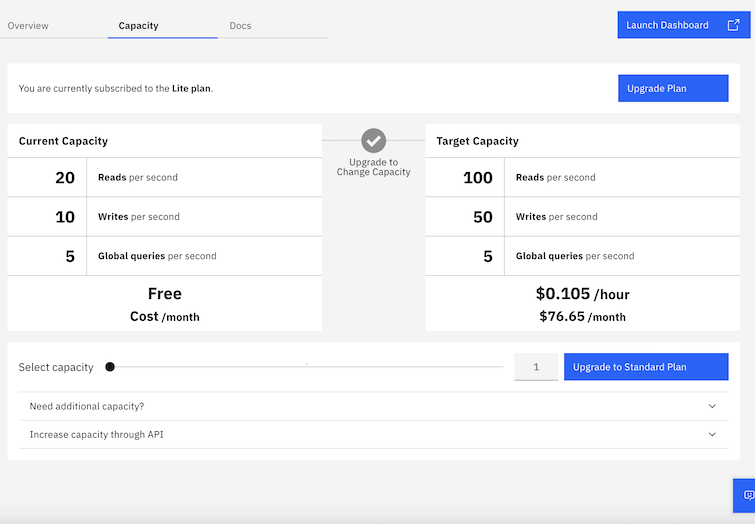 Overview
Capacity
Docs
Launch Dashboard
You are currently subscribed to the Lite plan.
Upgrade Plan
Current Capacity
20 Reads per second
10 Writes per second
5 Global queries per second
Free
Cost /month
Upgrade to
Change Capacity
Target Capacity
100 Reads per second
50 Writes per second
5 Global queries per second
$0.105 /hour
$76.65 /month
Select capacity
1
Upgrade to Standard Plan
Need additional capacity?
Increase capacity through API